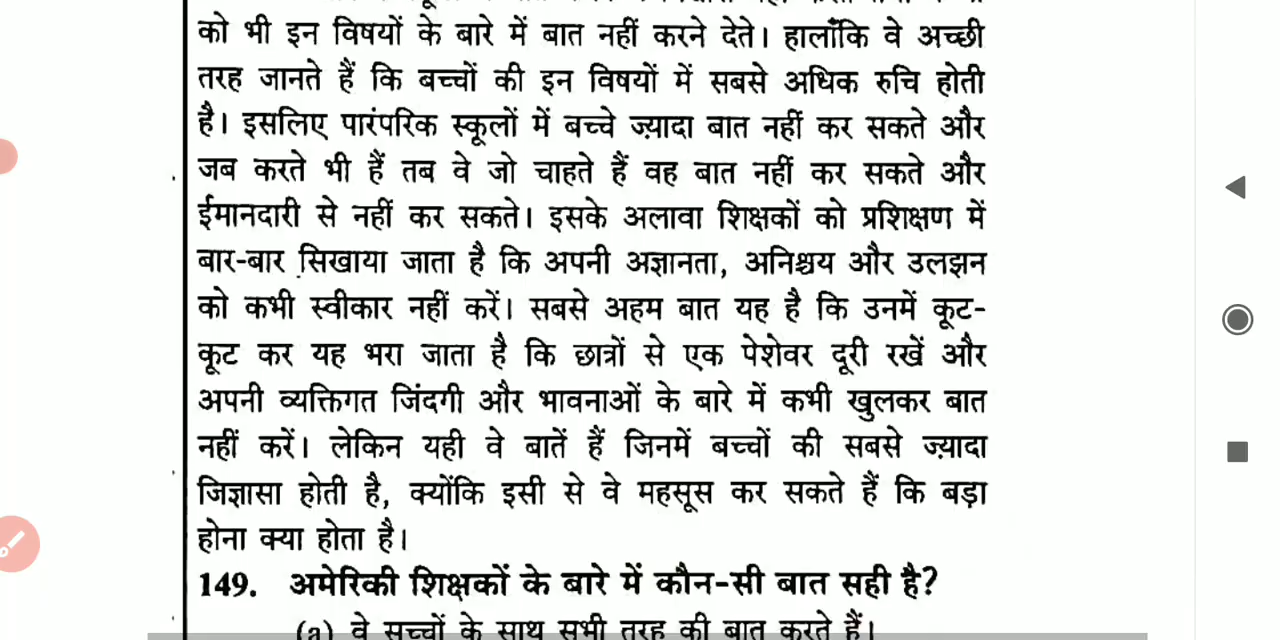 को भी इन विषयों के बारे में बात नहीं करने देते। हालाँकि वे अच्छी
तरह जानते हैं कि बच्चों की इन विषयों में सबसे अधिक रुचि होती
है। इसलिए पारंपरिक स्कूलों में बच्चे ज़्यादा बात नहीं कर सकते और
जब करते भी हैं तब वे जो चाहते हैं वह बात नहीं कर सकते और
ईमानदारी से नहीं कर सकते। इसके अलावा शिक्षकों को प्रशिक्षण में
बार-बार सिखाया जाता है कि अपनी अज्ञानता, अनिश्चय और उलझन
को कभी स्वीकार नहीं करें। सबसे अहम बात यह है कि उनमें कूट-
कूट कर यह भरा जाता है कि छात्रों से एक पेशेवर दूरी रखें और
अपनी व्यक्तिगत जिंदगी और भावनाओं के बारे में कभी खुलकर बात
नहीं करें। लेकिन यही वे बातें हैं जिनमें बच्चों की सबसे ज़्यादा
जिज्ञासा होती है, क्योंकि इसी से वे महसूस कर सकते हैं कि बड़ा
होना क्या होता है।
149. अमेरिकी शिक्षकों के बारे में कौन-सी बात सही है?
(a) वे सच्चों के साथ सभी तरह की बात करते हैं।